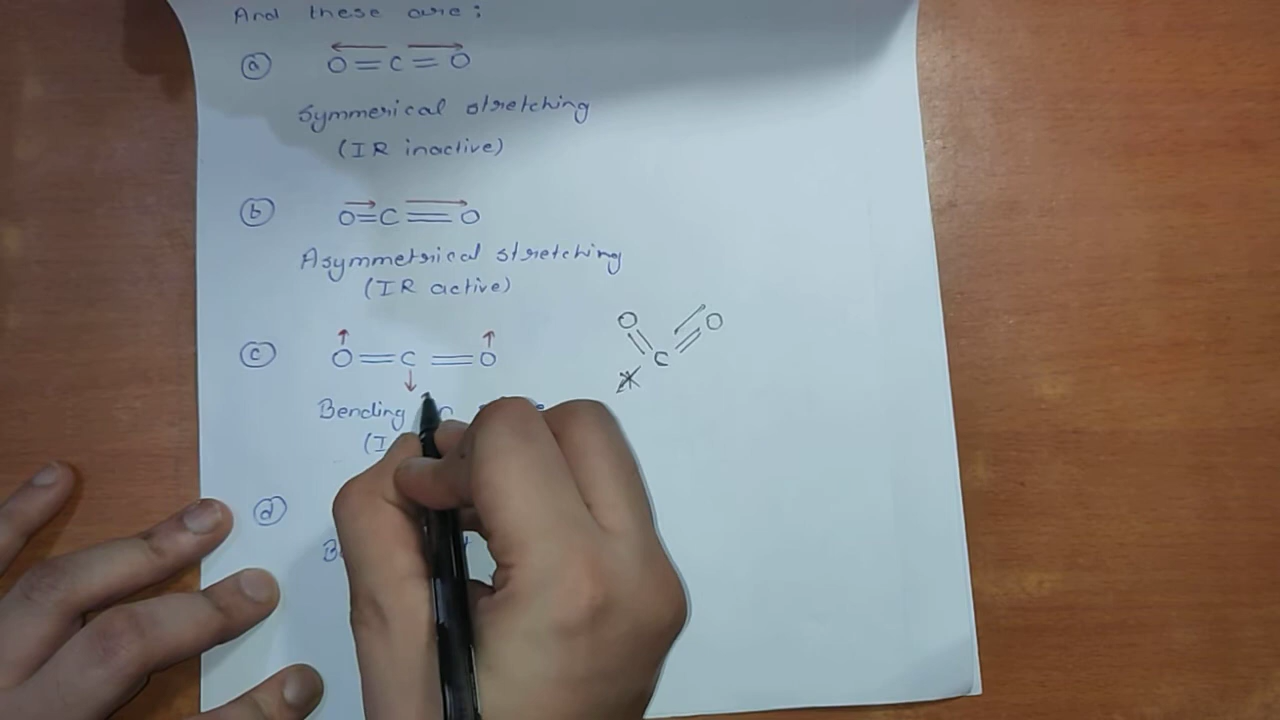 And these are:
(a) O=C=O
Symmerical stretching
(IR inactive)
(b) O=C=O
Asymmetrical stretching
(IR active)
(c) O=C=O
Bending
(I
(d)
O C O